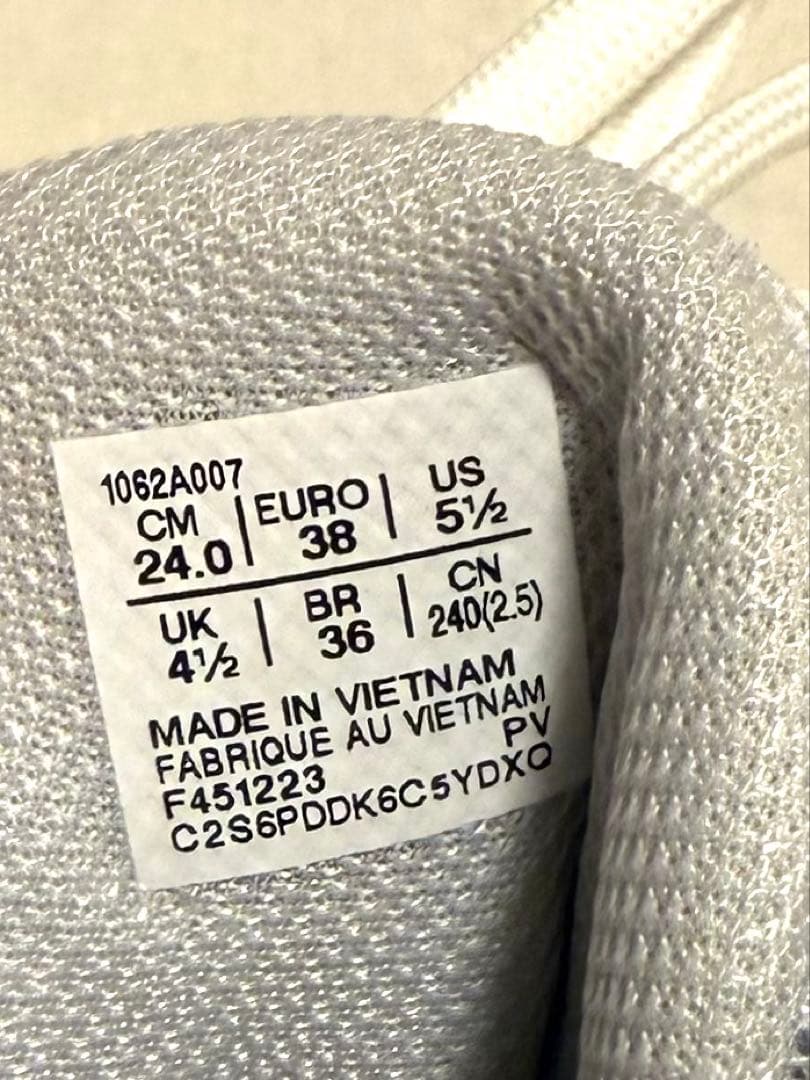 1062A007
CM | EURO | US
24.0 | 38 | 5½
UK | BR | CN
4½ | 36 | 240(2.5)
MADE IN VIETNAM
FABRIQUE AU VIETNAM
PV
F451223
C2S6PDDK6C5YDXQ